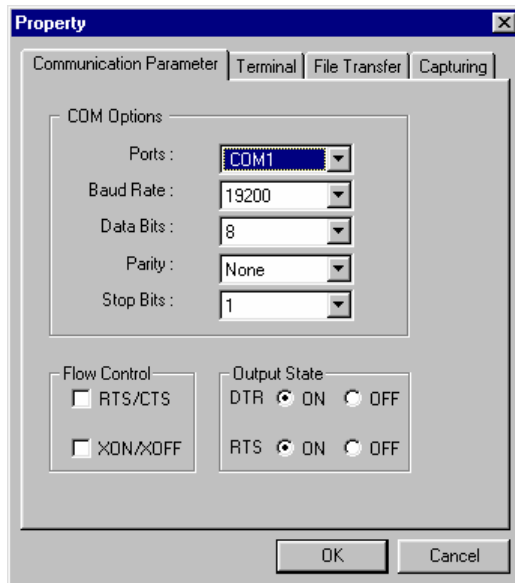 Property
Communication Parameter Terminal File Transfer Capturing
COM Options
Ports : COM1
Baud Rate : 19200
Data Bits : 8
Parity : None
Stop Bits : 1
Flow Control
RTS/CTS
XON/XOFF
Output State
DTR ON OFF
RTS ON OFF
OK Cancel